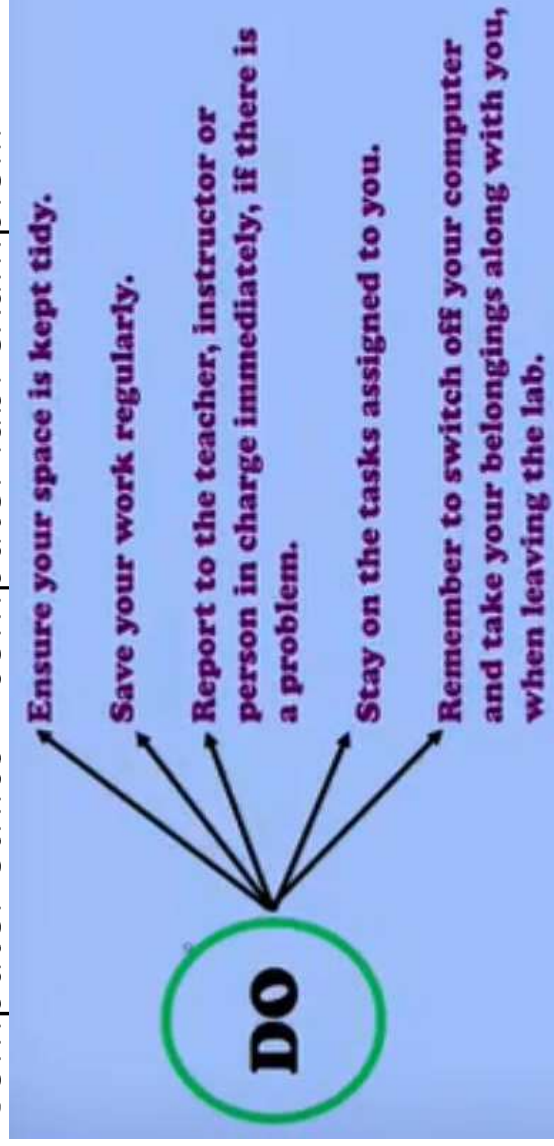 DO
Ensure your space is kept tidy.
Save your work regularly.
Report to the teacher, instructor or
person in charge immediately, if there is
a problem.
Stay on the tasks assigned to you.
Remember to switch off your computer
and take your belongings along with you,
when leaving the lab.